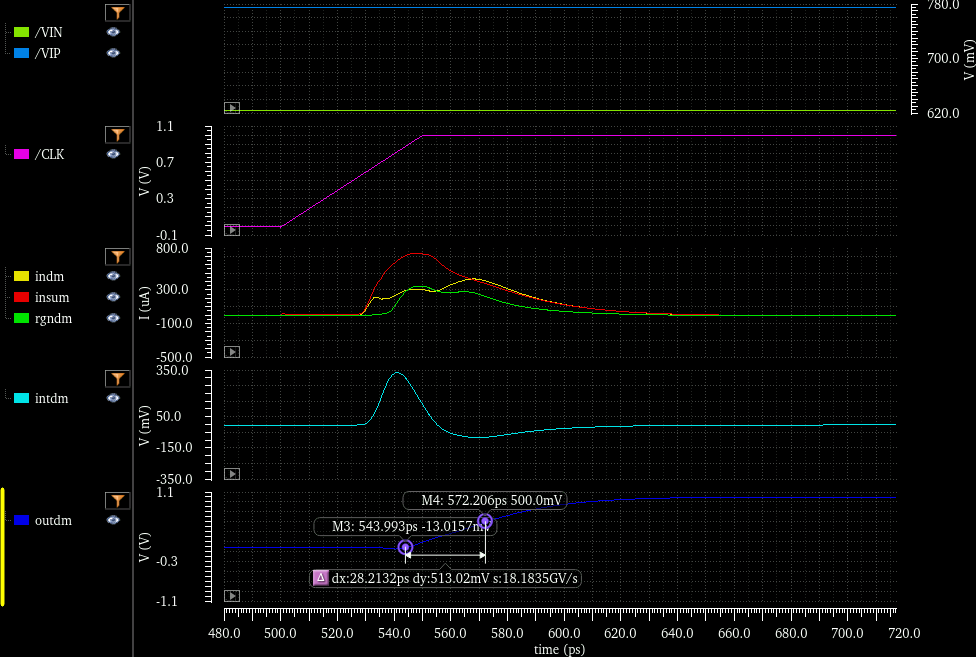 780.0
/VIN
/VIP
700.0
V (mV)
620.0
1.1
/CLK
0.7
V (V)
0.3
-0.1
800.0
indm
insum
300.0
rgndm
I (uA)
-100.0
-500.0
350.0
intdm
50.0
V (mV)
-150.0
-350.0
1.1
M4: 572.206ps 500.0mV
outdm
M3: 543.993ps -13.0157mV
V (V)
-0.3
Δ dx:28.2132ps dy:513.02mV s:18.1835GV/s
-1.1
480.0 500.0 520.0 540.0 560.0 580.0 600.0 620.0 640.0 660.0 680.0 700.0 720.0
time (ps)